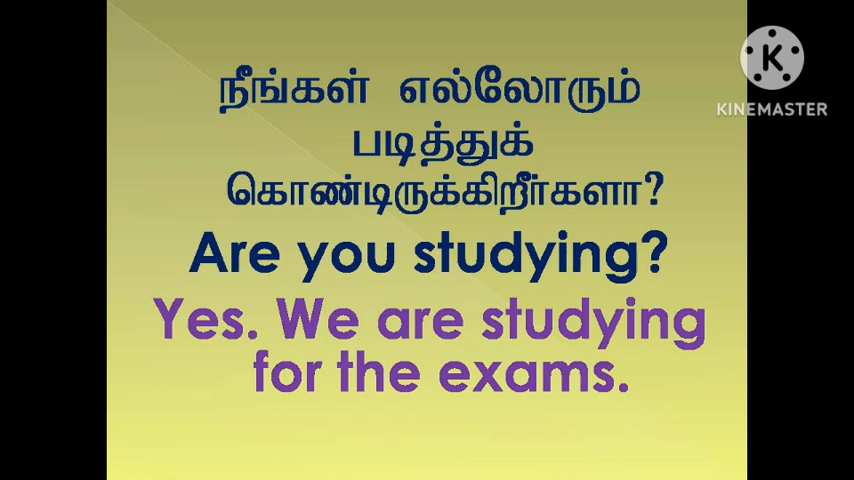 நீங்கள் எல்லோரும்
படித்துக்
கொண்டிருக்கிறீர்களா?
Are you studying?
Yes. We are studying
for the exams.
KINEMASTER